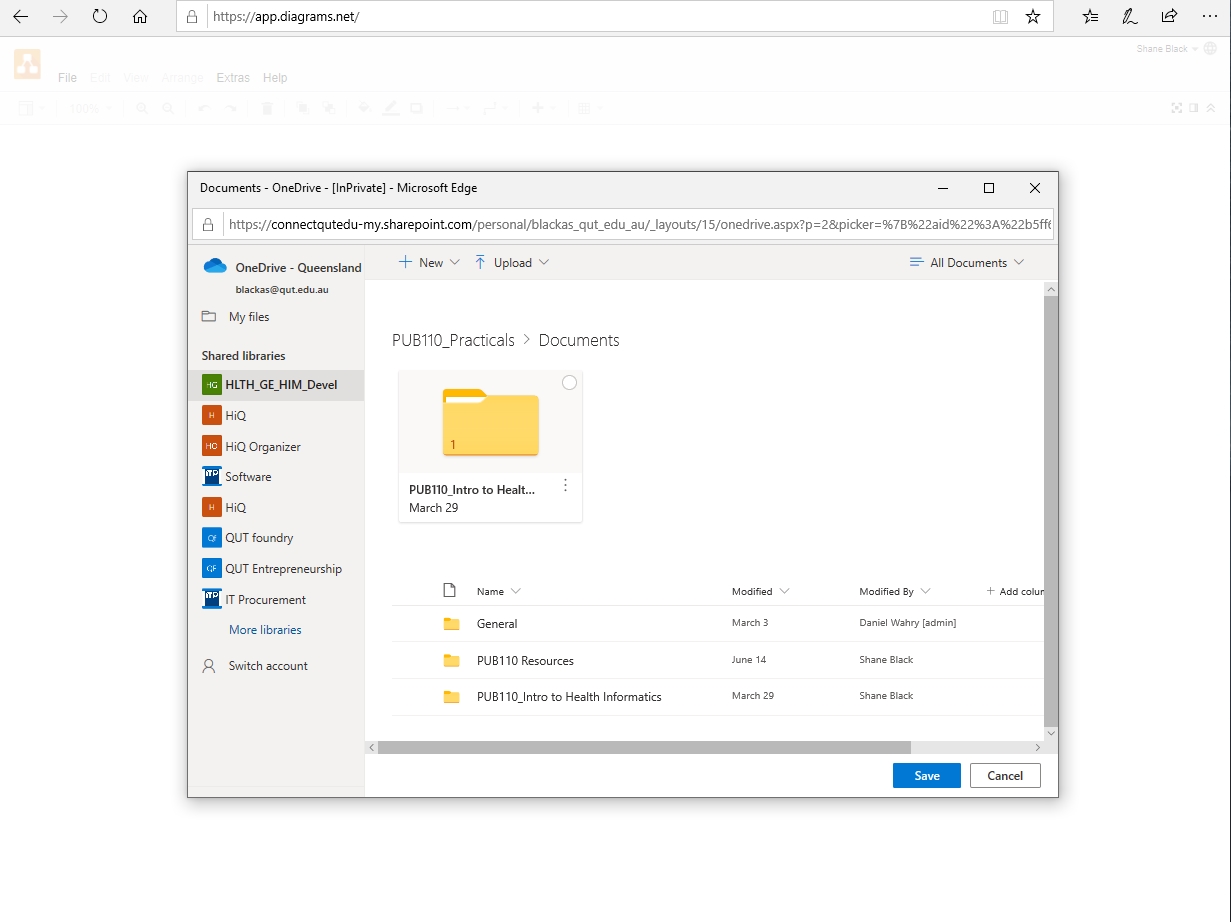 https://app.diagrams.net/
Shane Black
File Edit View Arrange Extras Help
100%
Documents - OneDrive - [InPrivate] - Microsoft Edge
https://connectqutedu-my.sharepoint.com/personal/blackas_qut_edu_au/_layouts/15/onedrive.aspx?p=2&picker=%7B%22aid%22%3A%22b5fff
OneDrive - Queensland
blackas@qut.edu.au
My files
Shared libraries
HG HLTH_GE_HIM_Devel
H HiQ
HO HiQ Organizer
ITP Software
H HiQ
Qf QUT foundry
QE QUT Entrepreneurship
ITP IT Procurement
More libraries
Switch account
New Upload All Documents
PUB110_Practicals > Documents
1
PUB110_Intro to Healt...
March 29
Name Modified Modified By + Add colum
General March 3 Daniel Wahry [admin]
PUB110 Resources June 14 Shane Black
PUB110_Intro to Health Informatics March 29 Shane Black
Save Cancel